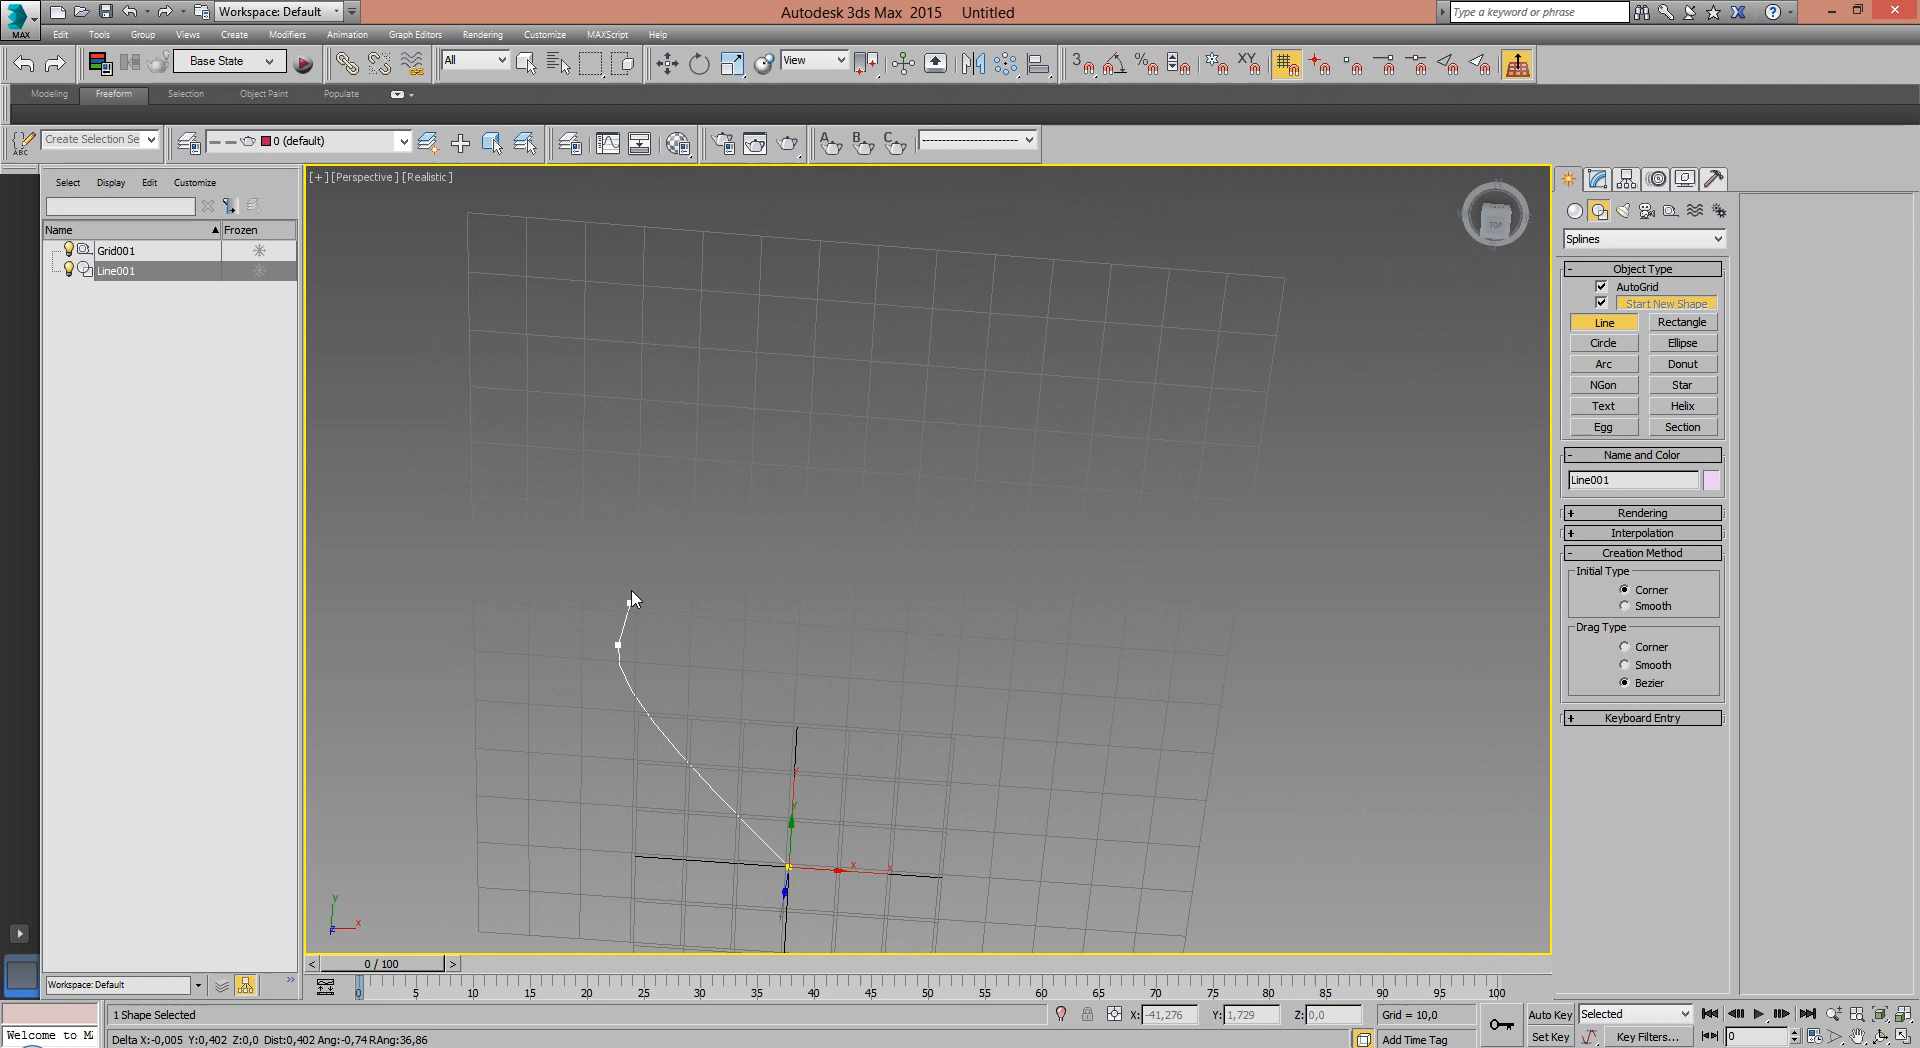 Workspace: Default
Autodesk 3ds Max 2015 Untitled
Type a keyword or phrase
MAX
Edit Tools Group Views Create Modifiers Animation Graph Editors Rendering Customize MAXScript Help
Base State
All
View
3
%
XY
Modeling Freeform Selection Object Paint Populate
ABC
Create Selection Se
0 (default)
A B C
Select Display Edit Customize
[+] [Perspective ] [Realistic ]
TOP
Name Frozen
Grid001
Line001
Splines
- Object Type
AutoGrid
Start New Shape
Line Rectangle
Circle Ellipse
Arc Donut
NGon Star
Text Helix
Egg Section
- Name and Color
Line001
+ Rendering
+ Interpolation
- Creation Method
Initial Type
Corner
Smooth
Drag Type
Corner
Smooth
Bezier
+ Keyboard Entry
y
y
x x
y
x
z
< 0 / 100 >
Workspace: Default
0 5 10 15 20 25 30 35 40 45 50 55 60 65 70 75 80 85 90 95 100
1 Shape Selected
X: -41,276 Y: 1,729 Z: 0,0 Grid = 10,0
Auto Key Selected
Welcome to M
Delta X:-0,005 Y:0,402 Z:0,0 Dist:0,402 Ang:-0,74 RAng:36,86
Add Time Tag
Set Key Key Filters...
0